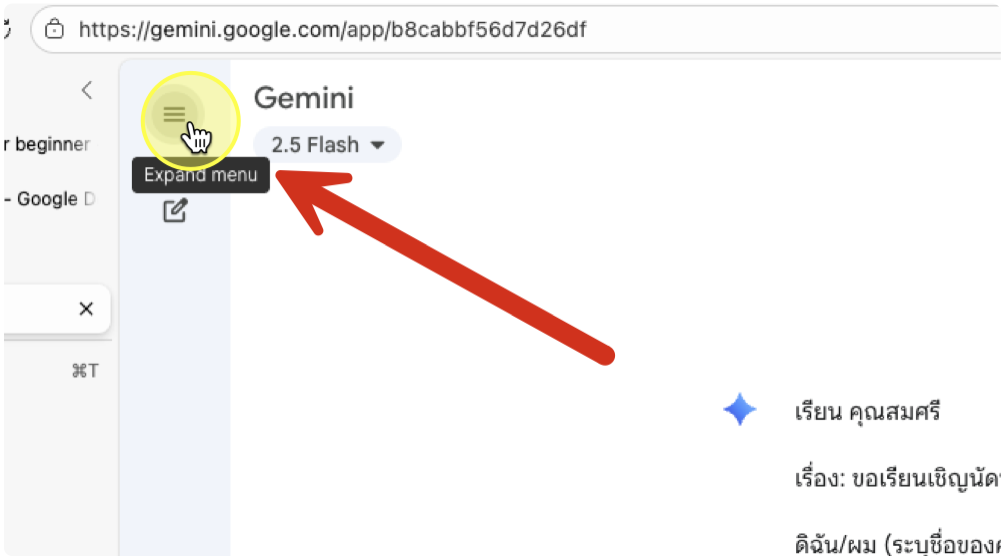 https://gemini.google.com/app/b8cabbf56d7d26df
Gemini
r beginner
2.5 Flash
Expand menu
- Google D
⌘T
เรียน คุณสมศรี
เรื่อง: ขอเรียนเชิญนัด
ดิฉัน/ผม (ระบุชื่อของ